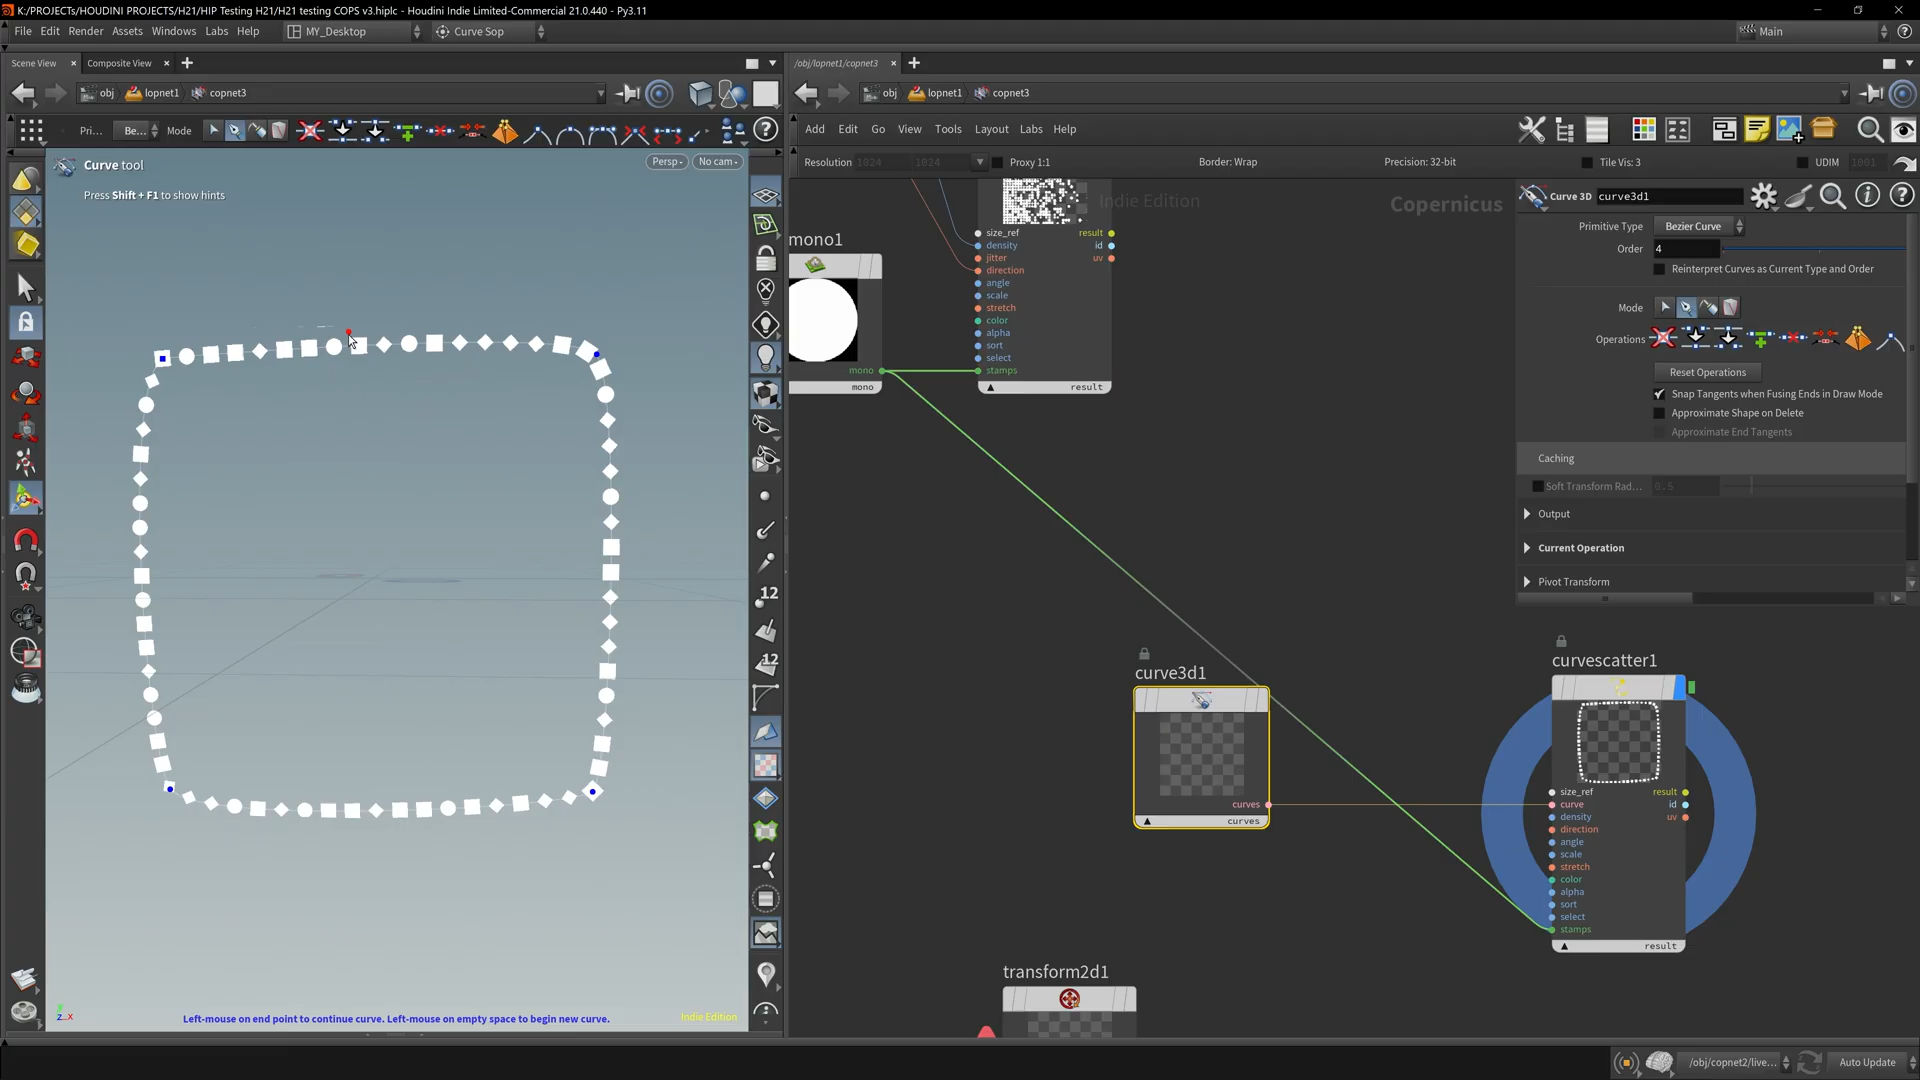 K:/PROJECTs/HOUDINI PROJECTS/H21/HIP Testing H21/H21 testing COPS v3.hiplc - Houdini Indie Limited-Commercial 21.0.440 - Py3.11
File Edit Render Assets Windows Labs Help MY_Desktop Curve Sop Main
Scene View Composite View /obj/lopnet1/copnet3
obj lopnet1 copnet3 obj lopnet1 copnet3
Pri... Be... Mode
Add Edit Go View Tools Layout Labs Help
Resolution 1024 1024 Proxy 1:1 Border: Wrap Precision: 32-bit Tile Vis: 3 UDIM 1001
Curve tool Persp No cam
Press Shift + F1 to show hints
Indie Edition Copernicus
Curve 3D curve3d1
Primitive Type Bezier Curve
Order 4
Reinterpret Curves as Current Type and Order
Mode
Operations
Reset Operations
Snap Tangents when Fusing Ends in Draw Mode
Approximate Shape on Delete
Approximate End Tangents
Caching
Soft Transform Rad... 0.5
Output
Current Operation
Pivot Transform
mono1
mono
mono
size_ref result
density id
jitter uv
direction
angle
scale
stretch
color
alpha
sort
select
stamps
result
curve3d1
curves
curves
curvescatter1
size_ref result
curve id
density uv
direction
angle
scale
stretch
color
alpha
sort
select
stamps
result
transform2d1
12
12
z x
Left-mouse on end point to continue curve. Left-mouse on empty space to begin new curve.
Indie Edition
/obj/copnet2/live... Auto Update